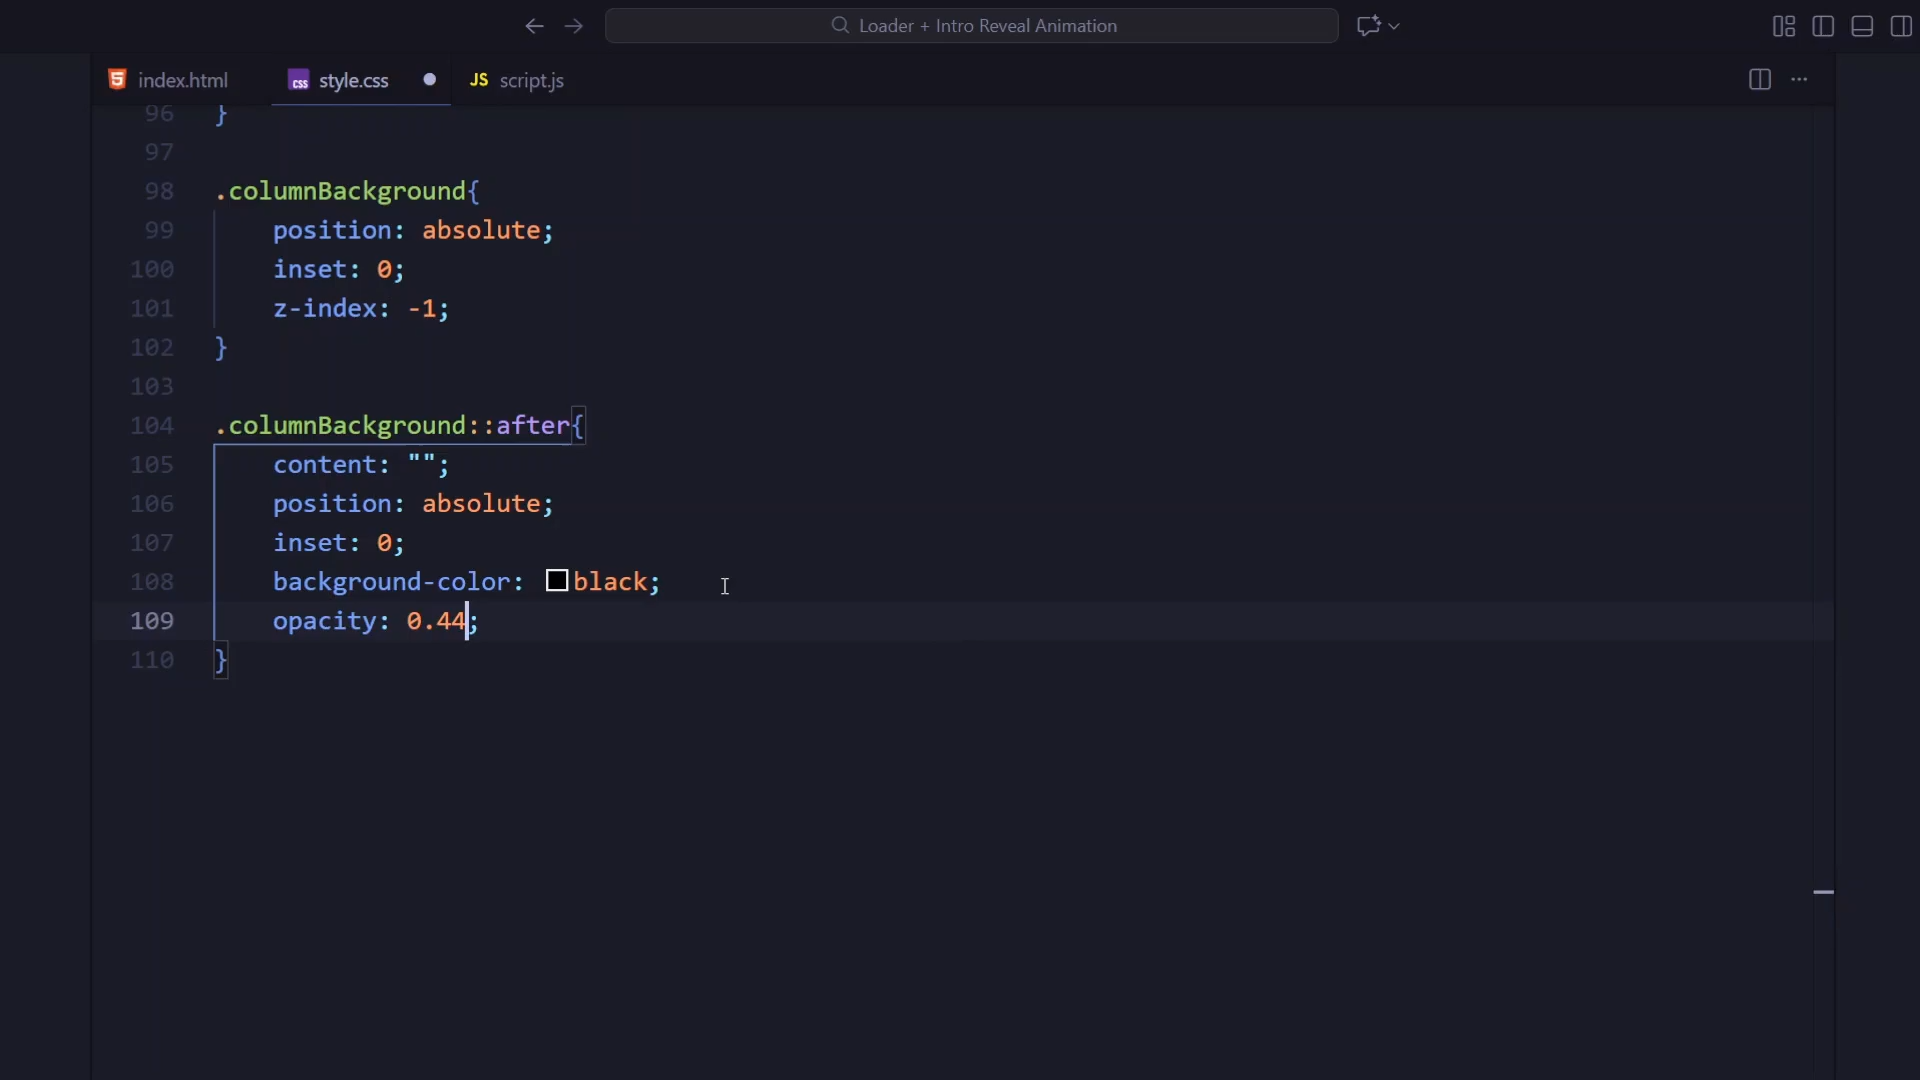 Loader + Intro Reveal Animation
index.html
CSS style.css
JS script.js
96 }
97
98 .columnBackground{
99 position: absolute;
100 inset: 0;
101 z-index: -1;
102 }
103
104 .columnBackground::after{
105 content: "";
106 position: absolute;
107 inset: 0;
108 background-color: black;
109 opacity: 0.44;
110 }